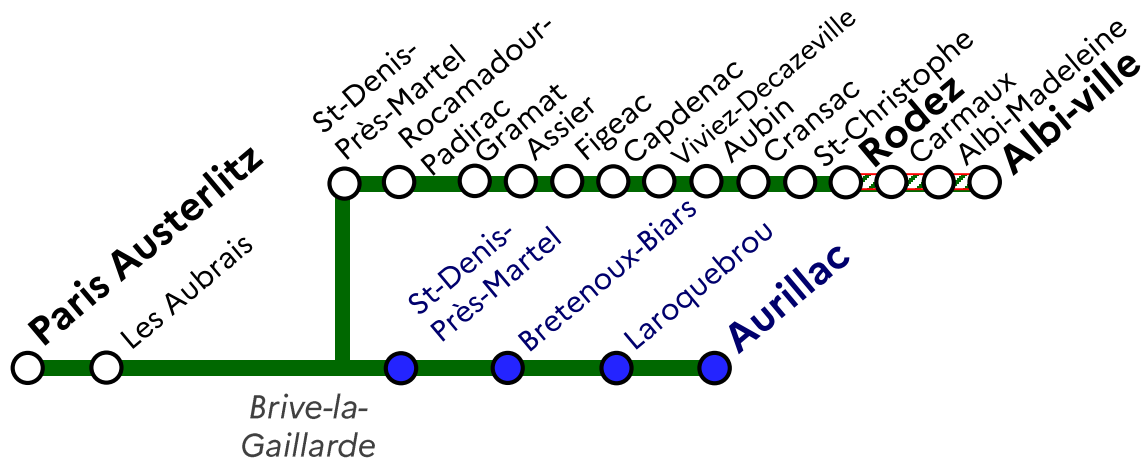 St-Denis-
Près-Martel
Rocamadour-
Padirac
Gramat
Assier
Figeac
Capdenac
Viviez-Decazeville
Aubin
Cransac
St-Christophe
Rodez
Carmaux
Albi-Madeleine
Albi-ville
Paris Austerlitz
Les Aubrais
St-Denis-
Près-Martel
Bretenoux-Biars
Laroquebrou
Aurillac
Brive-la-
Gaillarde